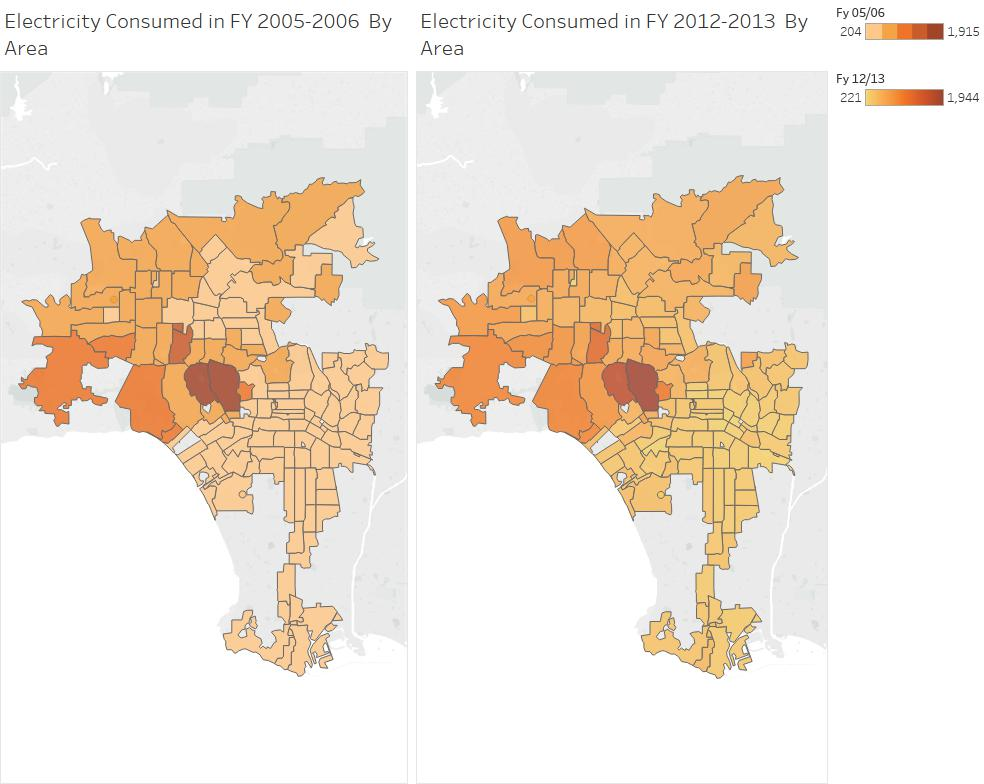 Electricity Consumed in FY 2005-2006 By
Area
Electricity Consumed in FY 2012-2013 By
Area
Fy 05/06
204 1,915
Fy 12/13
221 1,944